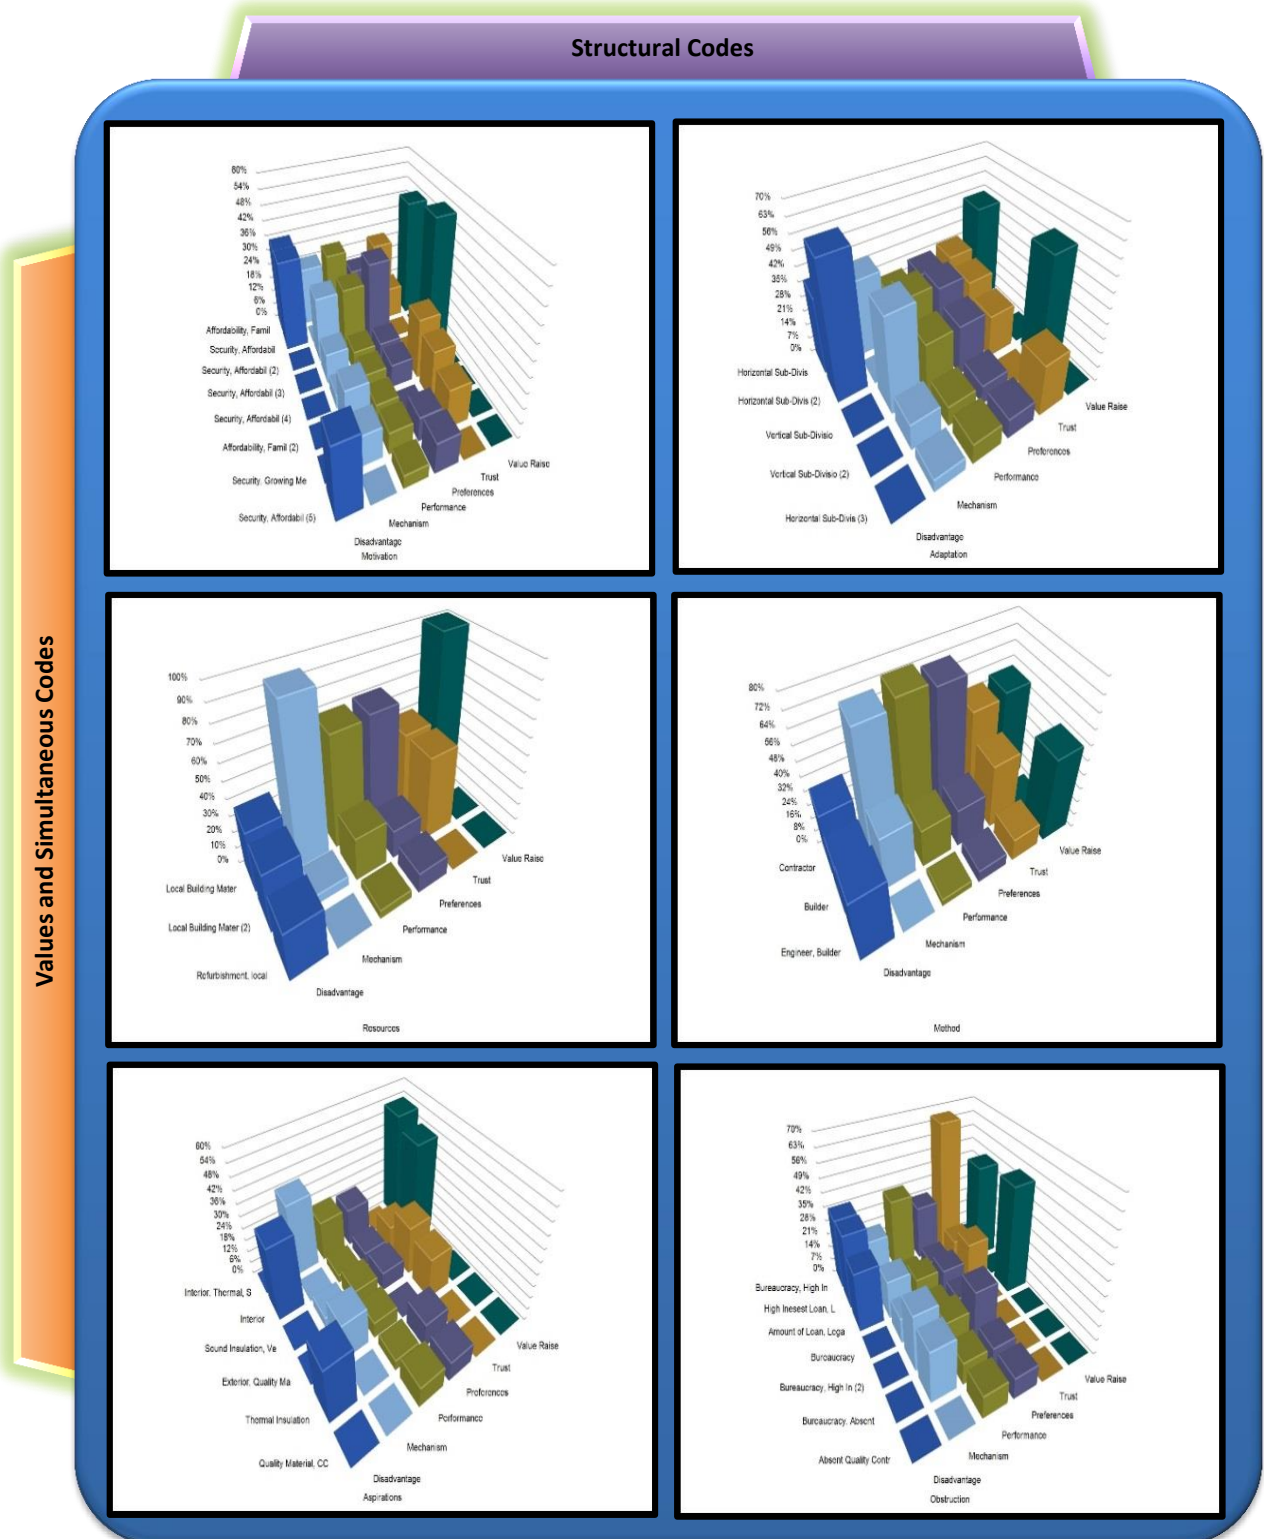 Structural Codes
Values and Simultaneous Codes
60%
54%
48%
42%
36%
30%
24%
18%
12%
6%
0%
Affordability, Famil
Security, Affordabil
Security, Affordabil (2)
Security, Affordabil (3)
Security, Affordabil (4)
Affordability, Famil (2)
Security, Growing Me
Security, Affordabil (5)
Value Raise
Trust
Preferences
Performance
Mechanism
Disadvantage
Motivation
70%
63%
56%
49%
42%
35%
28%
21%
14%
7%
0%
Horizontal Sub-Divis
Horizontal Sub-Divis (2)
Vertical Sub-Divisio
Vertical Sub-Divisio (2)
Horizontal Sub-Divis (3)
Value Raise
Trust
Preferences
Performance
Mechanism
Disadvantage
Adaptation
100%
90%
80%
70%
60%
50%
40%
30%
20%
10%
0%
Local Building Mater
Local Building Mater (2)
Refurbishment, local
Value Raise
Trust
Preferences
Performance
Mechanism
Disadvantage
Resources
80%
72%
64%
56%
48%
40%
32%
24%
16%
8%
0%
Contractor
Builder
Engineer, Builder
Value Raise
Trust
Preferences
Performance
Mechanism
Disadvantage
Method
60%
54%
48%
42%
36%
30%
24%
18%
12%
6%
0%
Interior, Thermal, S
Interior
Sound Insulation, Ve
Exterior, Quality Ma
Thermal Insulation
Quality Material, CC
Value Raise
Trust
Preferences
Performance
Mechanism
Disadvantage
Aspirations
70%
63%
56%
49%
42%
35%
28%
21%
14%
7%
0%
Bureaucracy, High In
High Inesest Loan, L
Amount of Loan, Loga
Bureaucracy
Bureaucracy, High In (2)
Bureaucracy, Absent
Absent Quality Contr
Value Raise
Trust
Preferences
Performance
Mechanism
Disadvantage
Obstruction